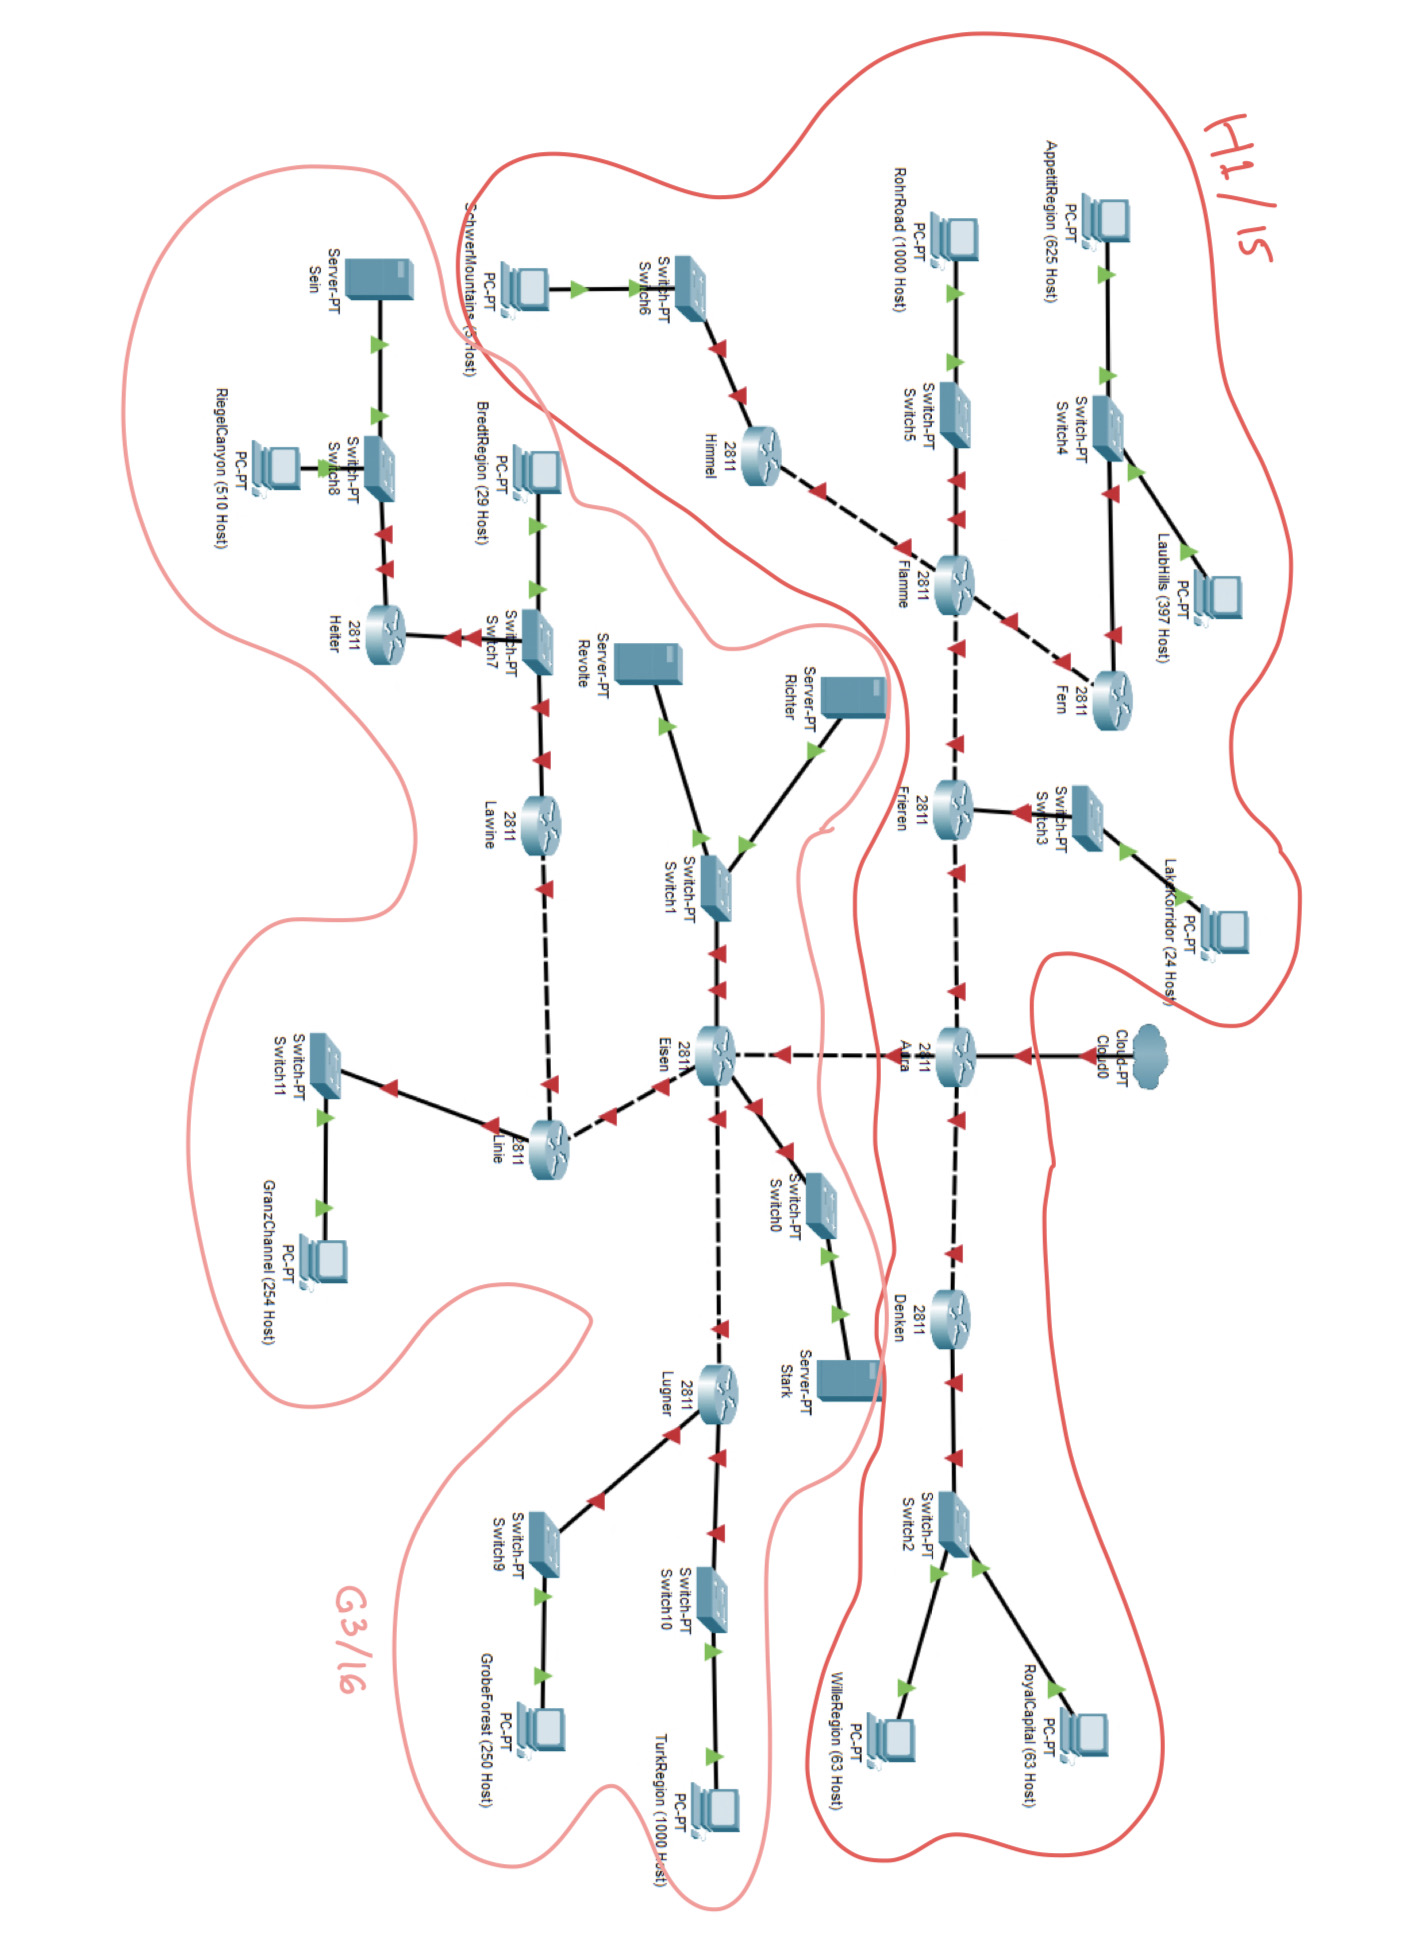 H1/15
PC-PT
LaubHills (397 Host)
PC-PT
LakeKorridor (24 Host)
Cloud-PT
Cloud0
PC-PT
AppetitRegion (625 Host)
Switch-PT
Switch4
2811
Fern
Switch-PT
Switch3
PC-PT
RoyalCapital (63 Host)
PC-PT
RohrRoad (1000 Host)
Switch-PT
Switch5
2811
Flamme
2811
Frieren
2811
Aura
2811
Denken
Switch-PT
Switch2
PC-PT
WilleRegion (63 Host)
Server-PT
Richter
Switch-PT
Switch0
Server-PT
Stark
2811
Himmel
Switch-PT
Switch6
Switch-PT
Switch1
2811
Eisen
2811
Lugner
Switch-PT
Switch10
PC-PT
TurkRegion (1000 Host)
Server-PT
Revolte
PC-PT
SchwerMountains (5 Host)
PC-PT
BredtRegion (29 Host)
Switch-PT
Switch7
2811
Lawine
2811
Linie
Switch-PT
Switch9
PC-PT
GrobeForest (250 Host)
Server-PT
Sein
Switch-PT
Switch8
2811
Heiter
G3/16
Switch-PT
Switch11
PC-PT
GranzChannel (254 Host)
PC-PT
RiegelCanyon (510 Host)